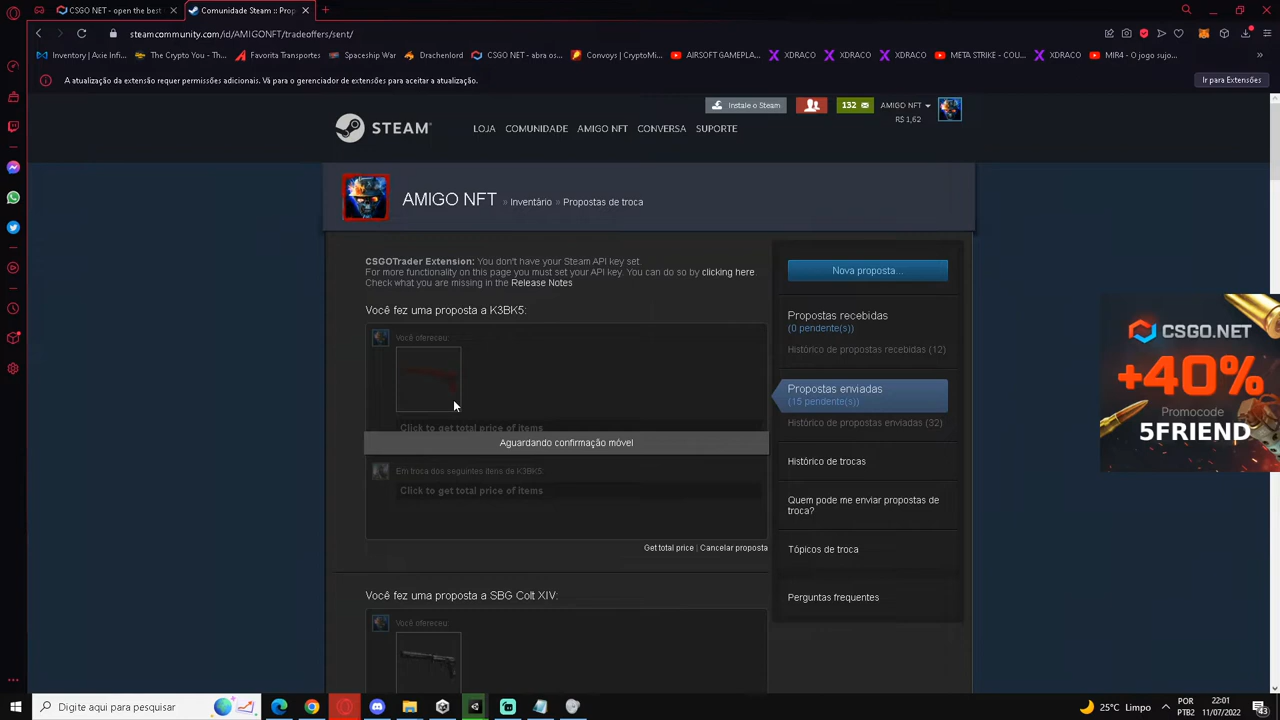 CSGO NET - open the best
Comunidade Steam :: Prop
steamcommunity.com/id/AMIGONFT/tradeoffers/sent/
Inventory | Axie Infi...
The Crypto You - Th...
Favorita Transportes
Spaceship War
Drachenlord
CSGO NET - abra os...
Convoys | CryptoMi...
AIRSOFT GAMEPLA...
XDRACO
XDRACO
XDRACO
META STRIKE - COU...
XDRACO
MIR4 - O jogo sujo...
A atualização da extensão requer permissões adicionais. Vá para o gerenciador de extensões para aceitar a atualização.
Ir para Extensões
Instale o Steam
132
AMIGO NFT
R$ 1,62
STEAM
LOJA
COMUNIDADE
AMIGO NFT
CONVERSA
SUPORTE
AMIGO NFT » Inventário » Propostas de troca
CSGOTrader Extension: You don't have your Steam API key set.
For more functionality on this page you must set your API key. You can do so by clicking here
Check what you are missing in the Release Notes
Você fez uma proposta a K3BK5:
Você ofereceu:
Click to get total price of items
Aguardando confirmação móvel
Em troca dos seguintes itens de K3BK5:
Click to get total price of items
Get total price | Cancelar proposta
Você fez uma proposta a SBG Colt XIV:
Você ofereceu:
Nova proposta...
Propostas recebidas
(0 pendente(s))
Histórico de propostas recebidas (12)
Propostas enviadas
(15 pendente(s))
Histórico de propostas enviadas (32)
Histórico de trocas
Quem pode me enviar propostas de
troca?
Tópicos de troca
Perguntas frequentes
CSGO.NET
+40%
Promocode
5FRIEND
Digite aqui para pesquisar
25°C Limpo
POR
PTB2
22:01
11/07/2022
43